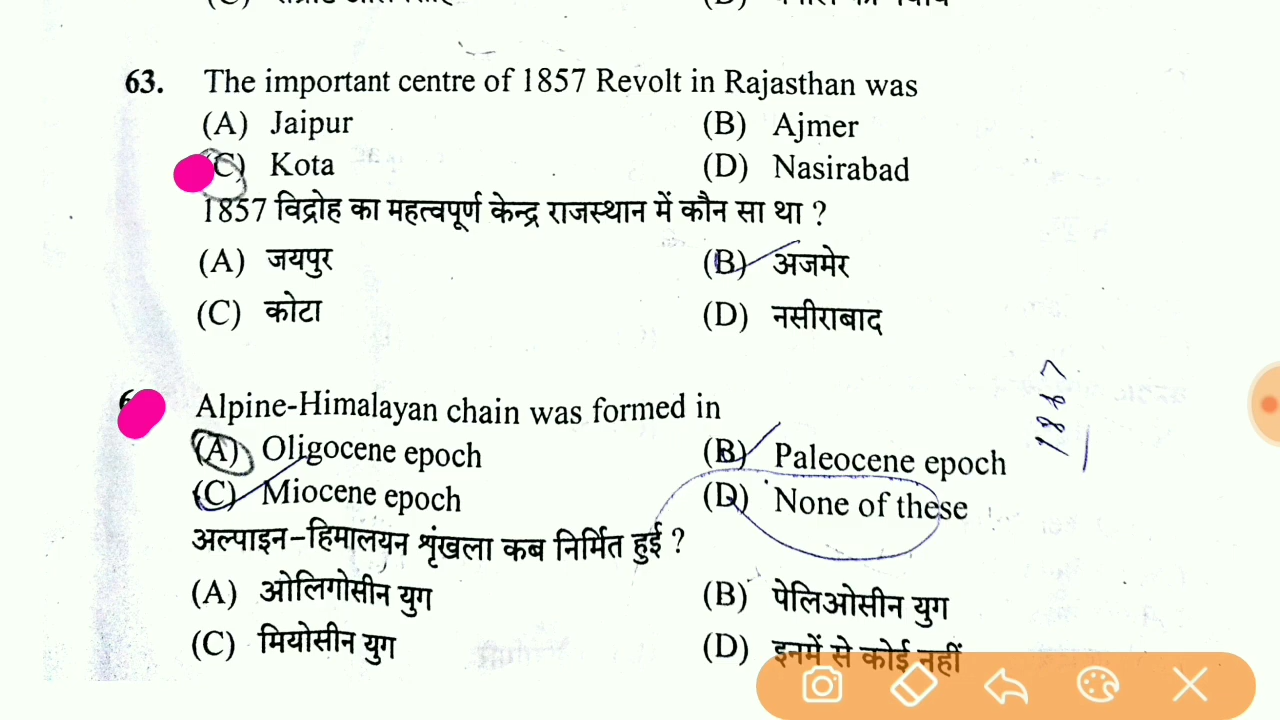 63. The important centre of 1857 Revolt in Rajasthan was
(A) Jaipur (B) Ajmer
(C) Kota (D) Nasirabad
1857 विद्रोह का महत्वपूर्ण केन्द्र राजस्थान में कौन सा था ?
(A) जयपुर (B) अजमेर
(C) कोटा (D) नसीराबाद
Alpine-Himalayan chain was formed in
(A) Oligocene epoch (B) Paleocene epoch
(C) Miocene epoch (D) None of these
अल्पाइन-हिमालयन शृंखला कब निर्मित हुई ?
(A) ओलिगोसीन युग (B) पेलिओसीन युग
(C) मियोसीन युग (D) इनमें से कोई नहीं